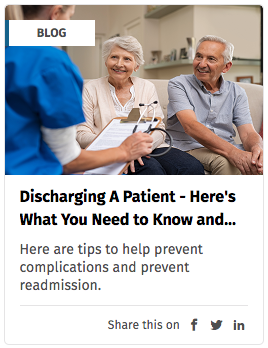 BLOG
Discharging A Patient - Here's
What You Need to Know and...
Here are tips to help prevent
complications and prevent
readmission.
Share this on